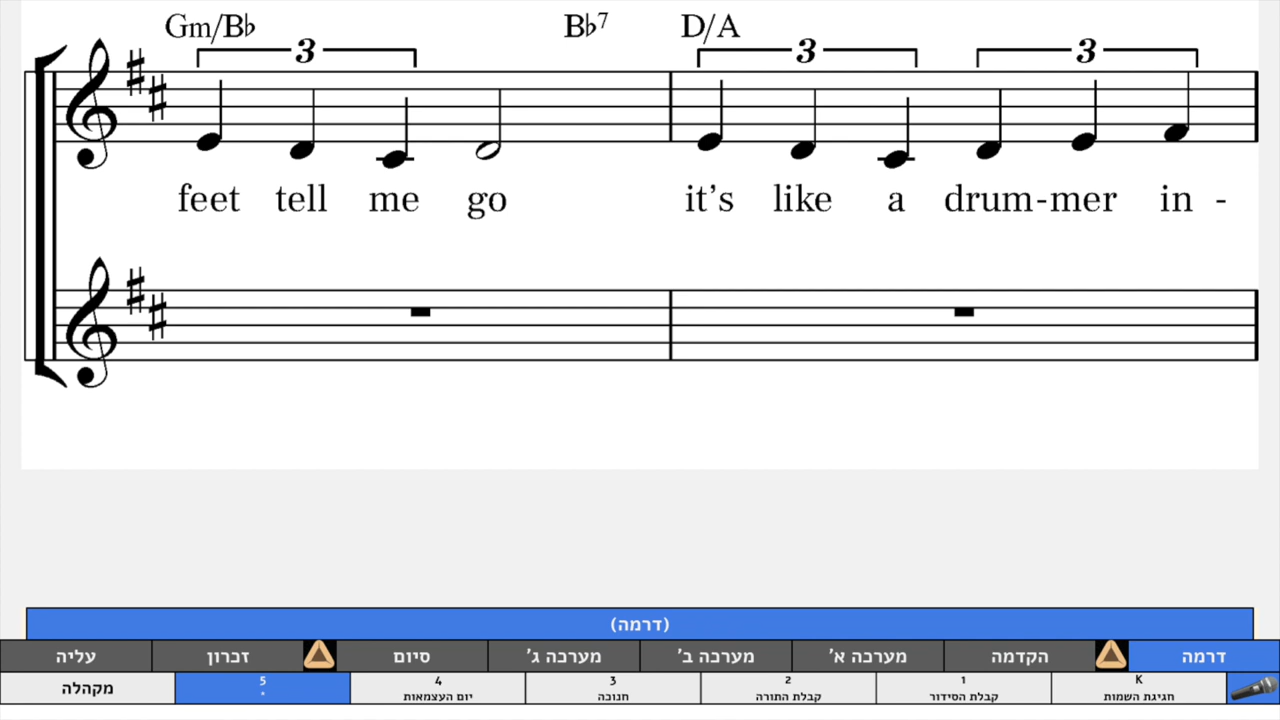 Gm/B♭ B♭7 D/A
3 3 3
feet tell me go it’s like a drum-mer in -
(דרמה)
דרמה הקדמה מערכה א' מערכה ב' מערכה ג' סיום זכרון עליה
K 1 2 3 4 5
חגיגת השמות קבלת הסידור קבלת התורה חנוכה יום העצמאות * מקהלה